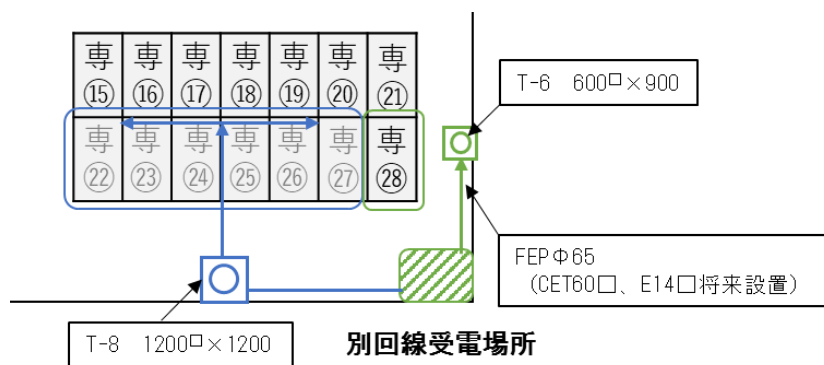 専 専 専 専 専 専 専
⑮ ⑯ ⑰ ⑱ ⑲ ⑳ ㉑
専 専 専 専 専 専 専
㉒ ㉓ ㉔ ㉕ ㉖ ㉗ ㉘
T-6 600□×900
FEPΦ65
（CET60□、E14□将来設置）
T-8 1200□×1200
別回線受電場所